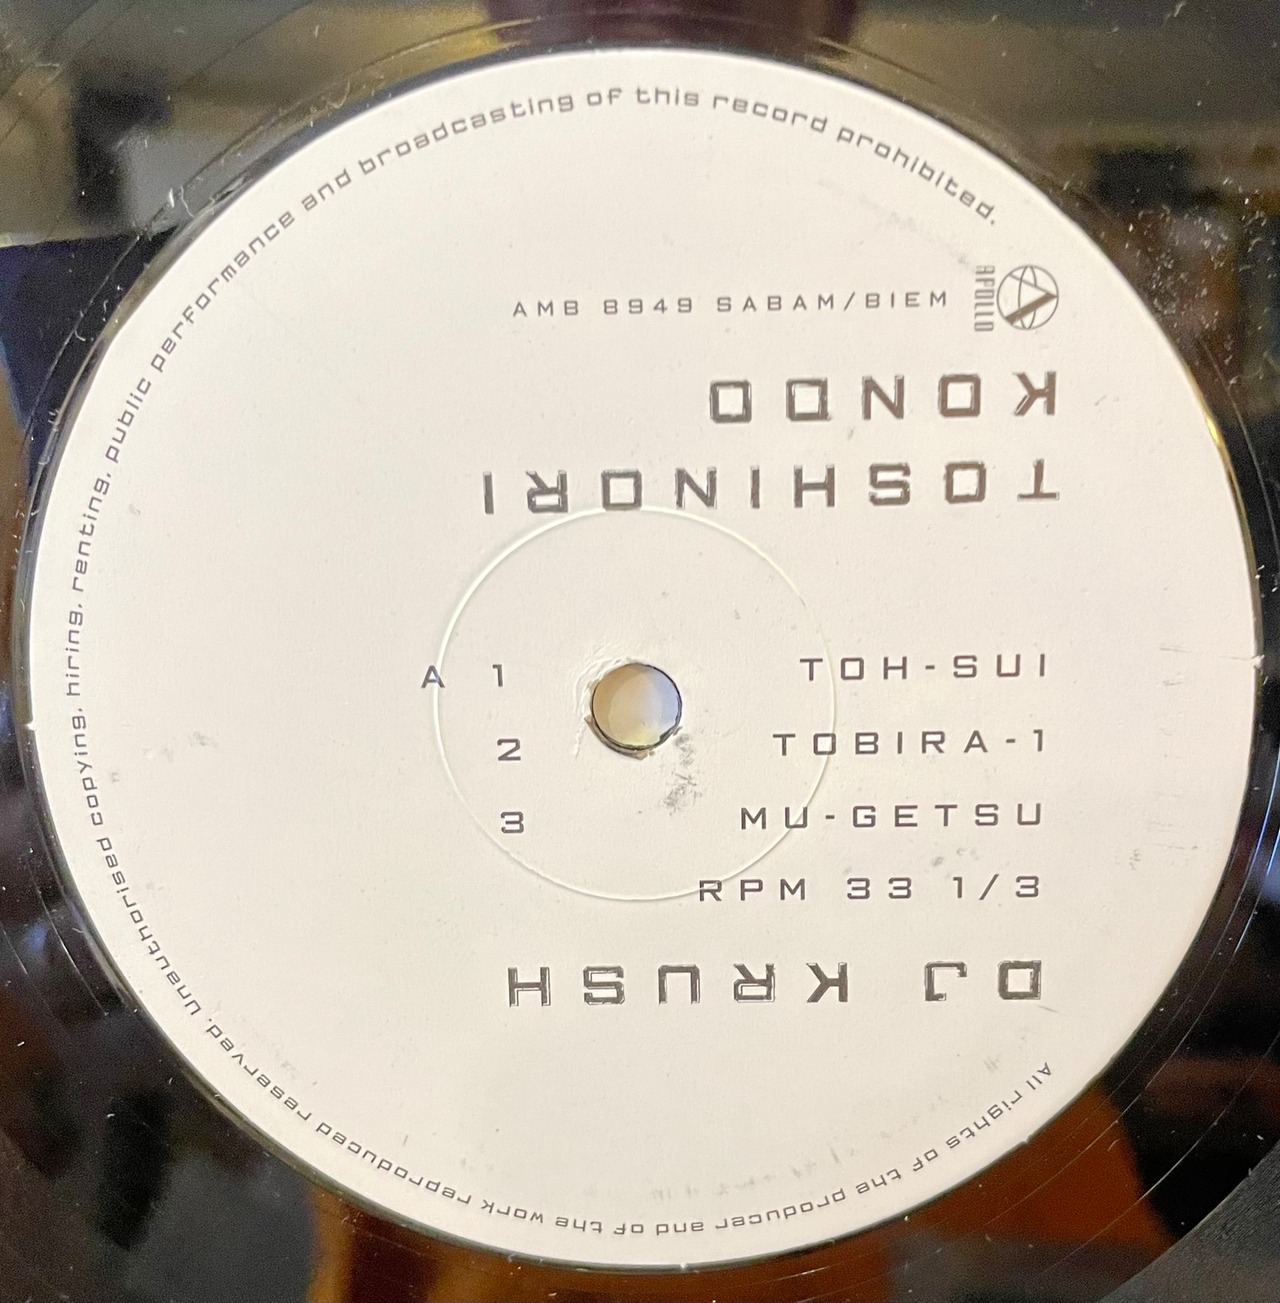 All rights of the producer and of the work reproduced reserved. Unauthorised copying, hiring, renting, public performance and broadcasting of this record prohibited.
APOLLO
AMB 8949 SABAM/BIEM
KONDO
TOSHINORI
A 1 TOH-SUI
2 TOBIRA-1
3 MU-GETSU
RPM 33 1/3
DJ KRUSH